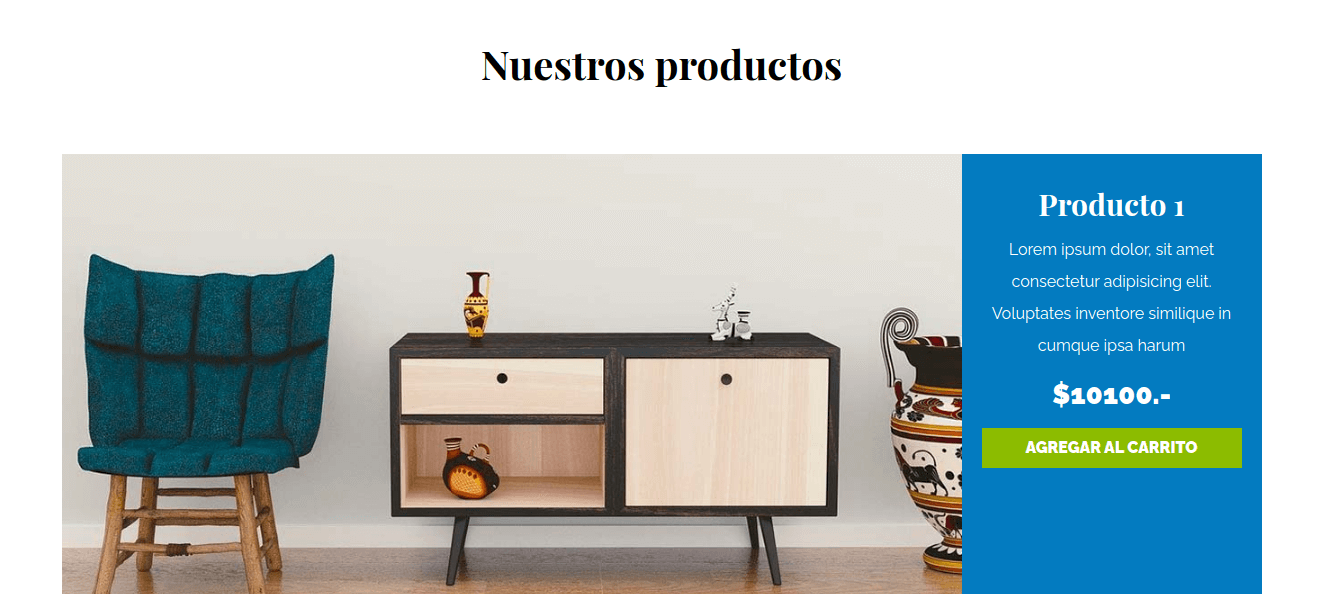 Nuestros productos
Producto 1
Lorem ipsum dolor, sit amet
consectetur adipisicing elit.
Voluptates inventore similique in
cumque ipsa harum
$10100.-
AGREGAR AL CARRITO